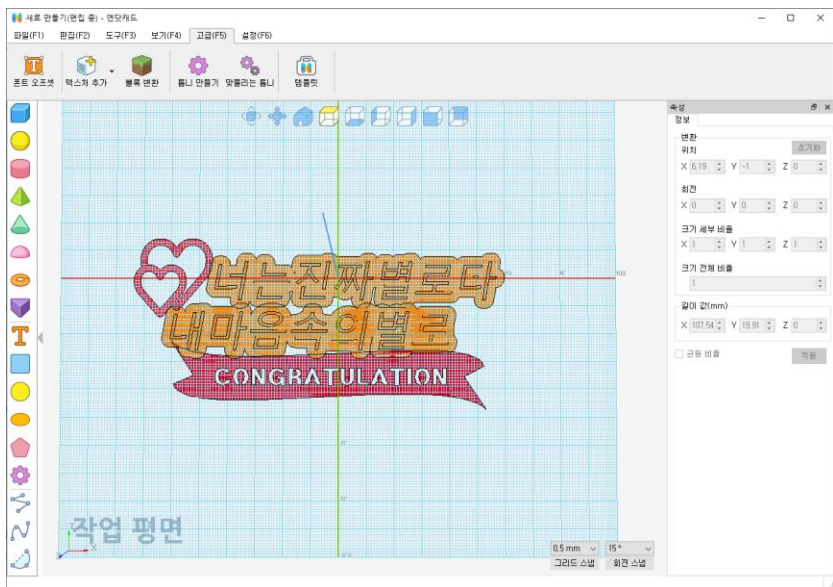 새로 만들기(편집 중) - 엔닷캐드
파일(F1) 편집(F2) 도구(F3) 보기(F4) 고급(F5) 설정(F6)
폰트 오프셋 텍스처 추가 블록 변환 톱니 만들기 맞물리는 톱니 템플릿
속성
정보
변환
위치 초기화
X 6,19 Y -1 Z 0
회전
X 0 Y 0 Z 0
크기 세부 비율
X 1 Y 1 Z 1
크기 전체 비율
1
길이 값(mm)
X 107,54 Y 19,91 Z 0
균등 비율 적용
100
너는진짜별로다
내마음속의별로
CONGRATULATION
작업 평면
X
0,5 mm 15 °
그리드 스냅 회전 스냅